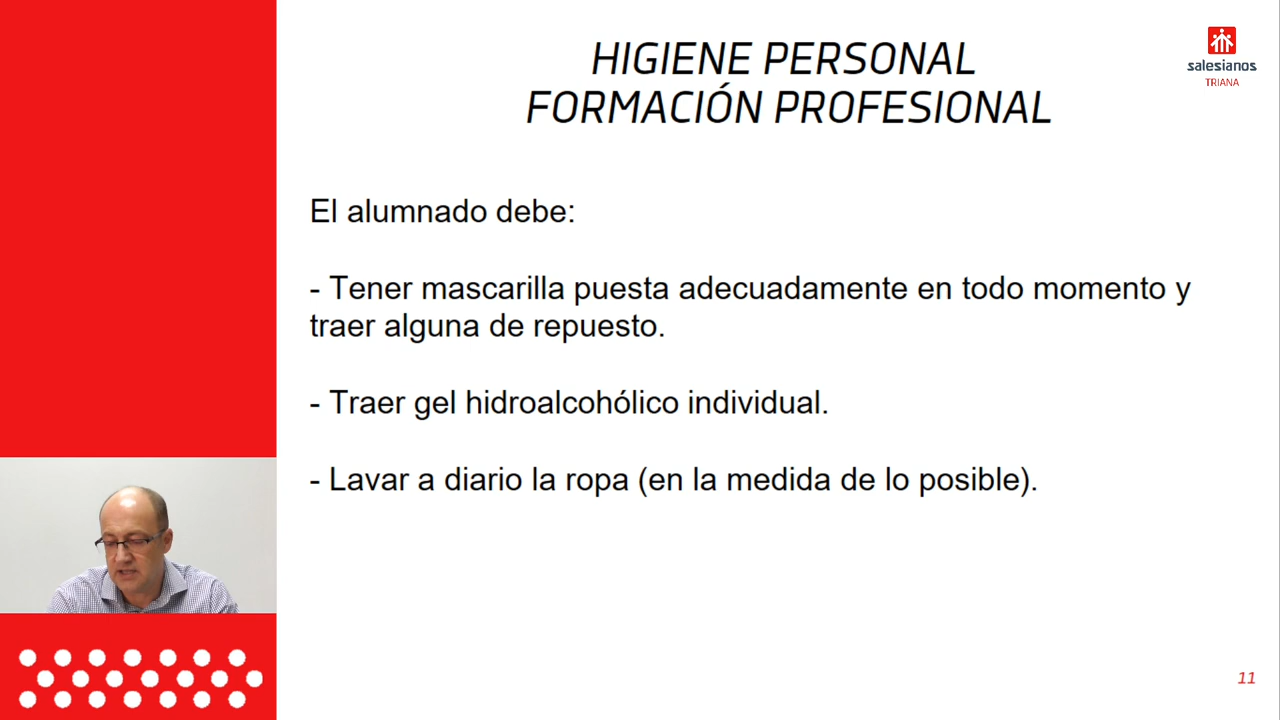 HIGIENE PERSONAL
FORMACIÓN PROFESIONAL
salesianos
TRIANA
El alumnado debe:
- Tener mascarilla puesta adecuadamente en todo momento y
traer alguna de repuesto.
- Traer gel hidroalcohólico individual.
- Lavar a diario la ropa (en la medida de lo posible).
11